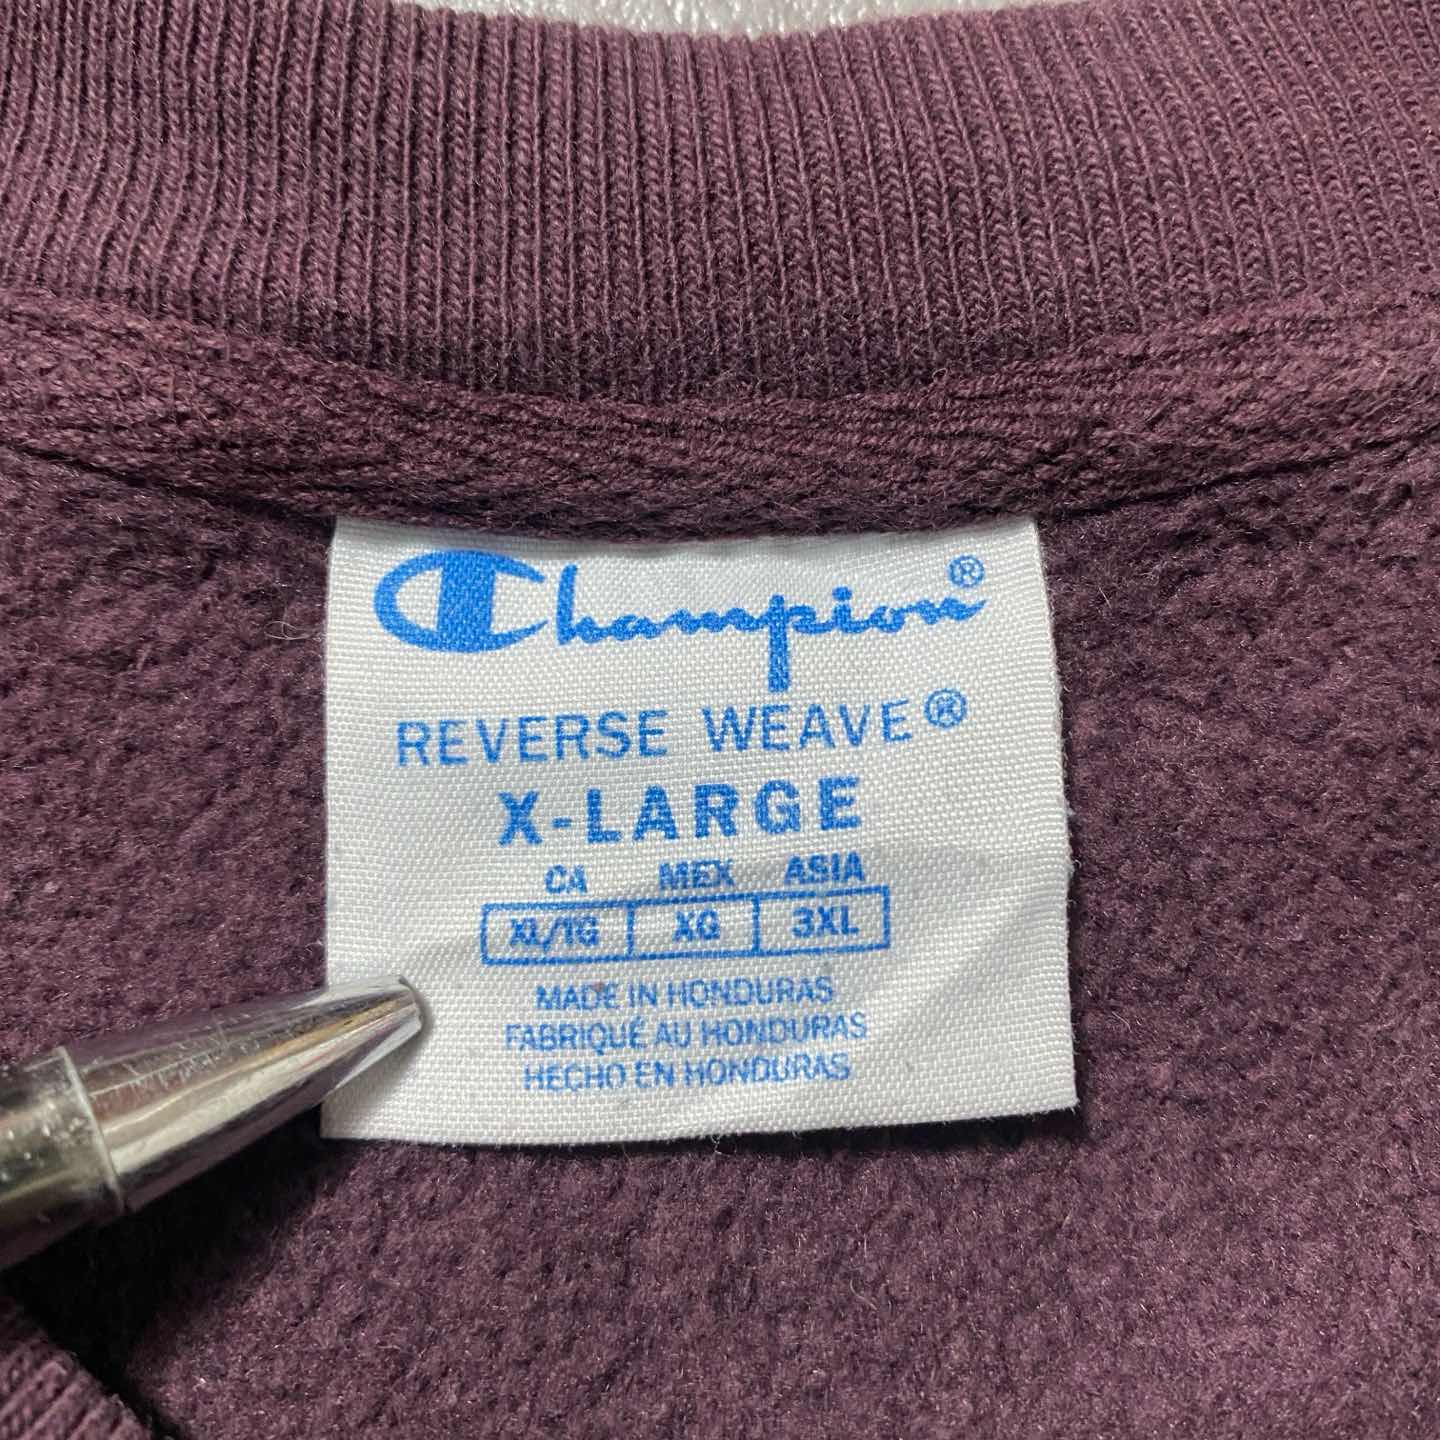 Champion®
REVERSE WEAVE®
X-LARGE
CA MEX ASIA
XL/TG XG 3XL
MADE IN HONDURAS
FABRIQUÉ AU HONDURAS
HECHO EN HONDURAS